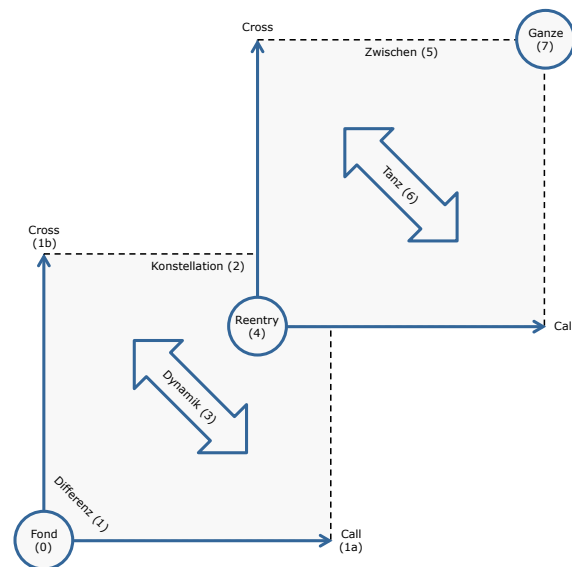 Cross
Ganze
(7)
Zwischen (5)
Tanz (6)
Cross
(1b)
Konstellation (2)
Reentry
(4)
Call
Dynamik (3)
Differenz (1)
Fond
(0)
Call
(1a)